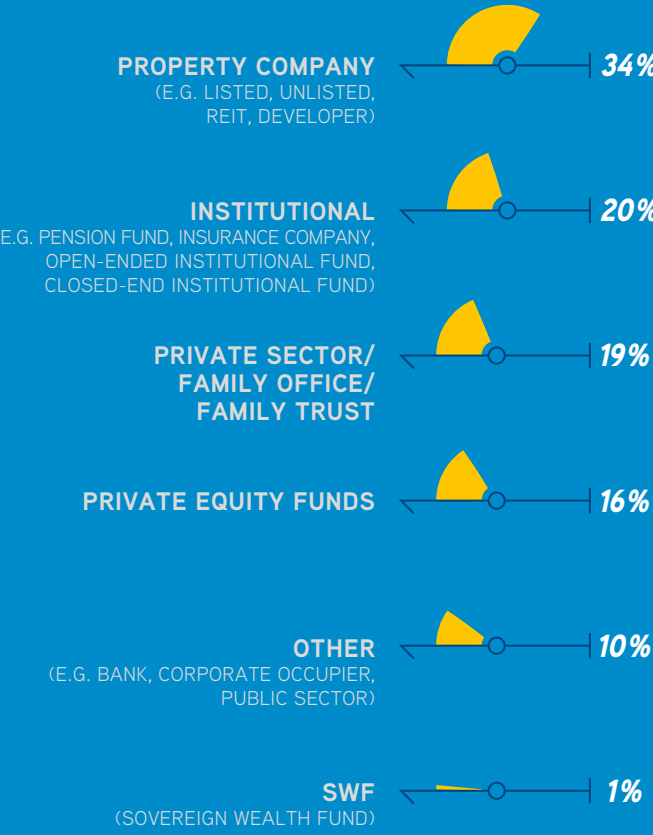 PROPERTY COMPANY
34%
(E.G. LISTED, UNLISTED,
REIT, DEVELOPER)
INSTITUTIONAL
20%
E.G. PENSION FUND, INSURANCE COMPANY,
OPEN-ENDED INSTITUTIONAL FUND,
CLOSED-END INSTITUTIONAL FUND)
PRIVATE SECTOR/
19%
FAMILY OFFICE/
FAMILY TRUST
PRIVATE EQUITY FUNDS
16%
OTHER
10%
(E.G. BANK, CORPORATE OCCUPIER,
PUBLIC SECTOR)
SWF
1%
(SOVEREIGN WEALTH FUND)